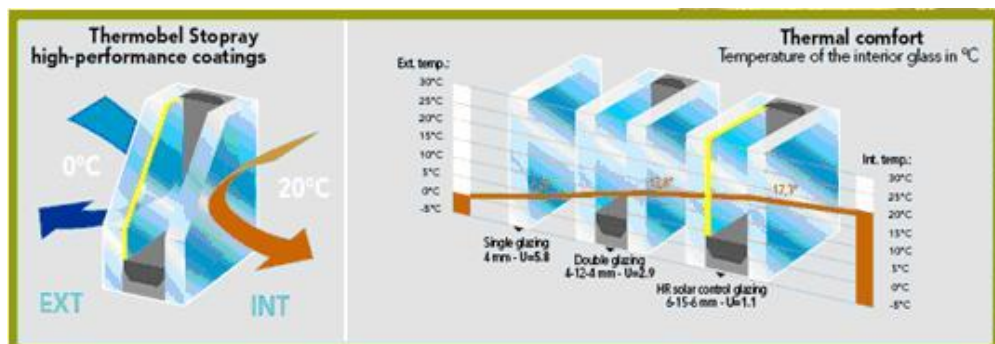 Thermobel Stopray
high-performance coatings
0°C
20°C
EXT
INT
Thermal comfort
Temperature of the interior glass in °C
Ext. temp.:
30°C
25°C
20°C
15°C
10°C
5°C
0°C
-5°C
12,8°
17,3°
Single glazing
4 mm - U=5.8
Double glazing
4-12-4 mm - U=2.9
HR solar control glazing
6-15-6 mm - U=1.1
Int. temp.:
30°C
25°C
20°C
15°C
10°C
5°C
0°C
-5°C